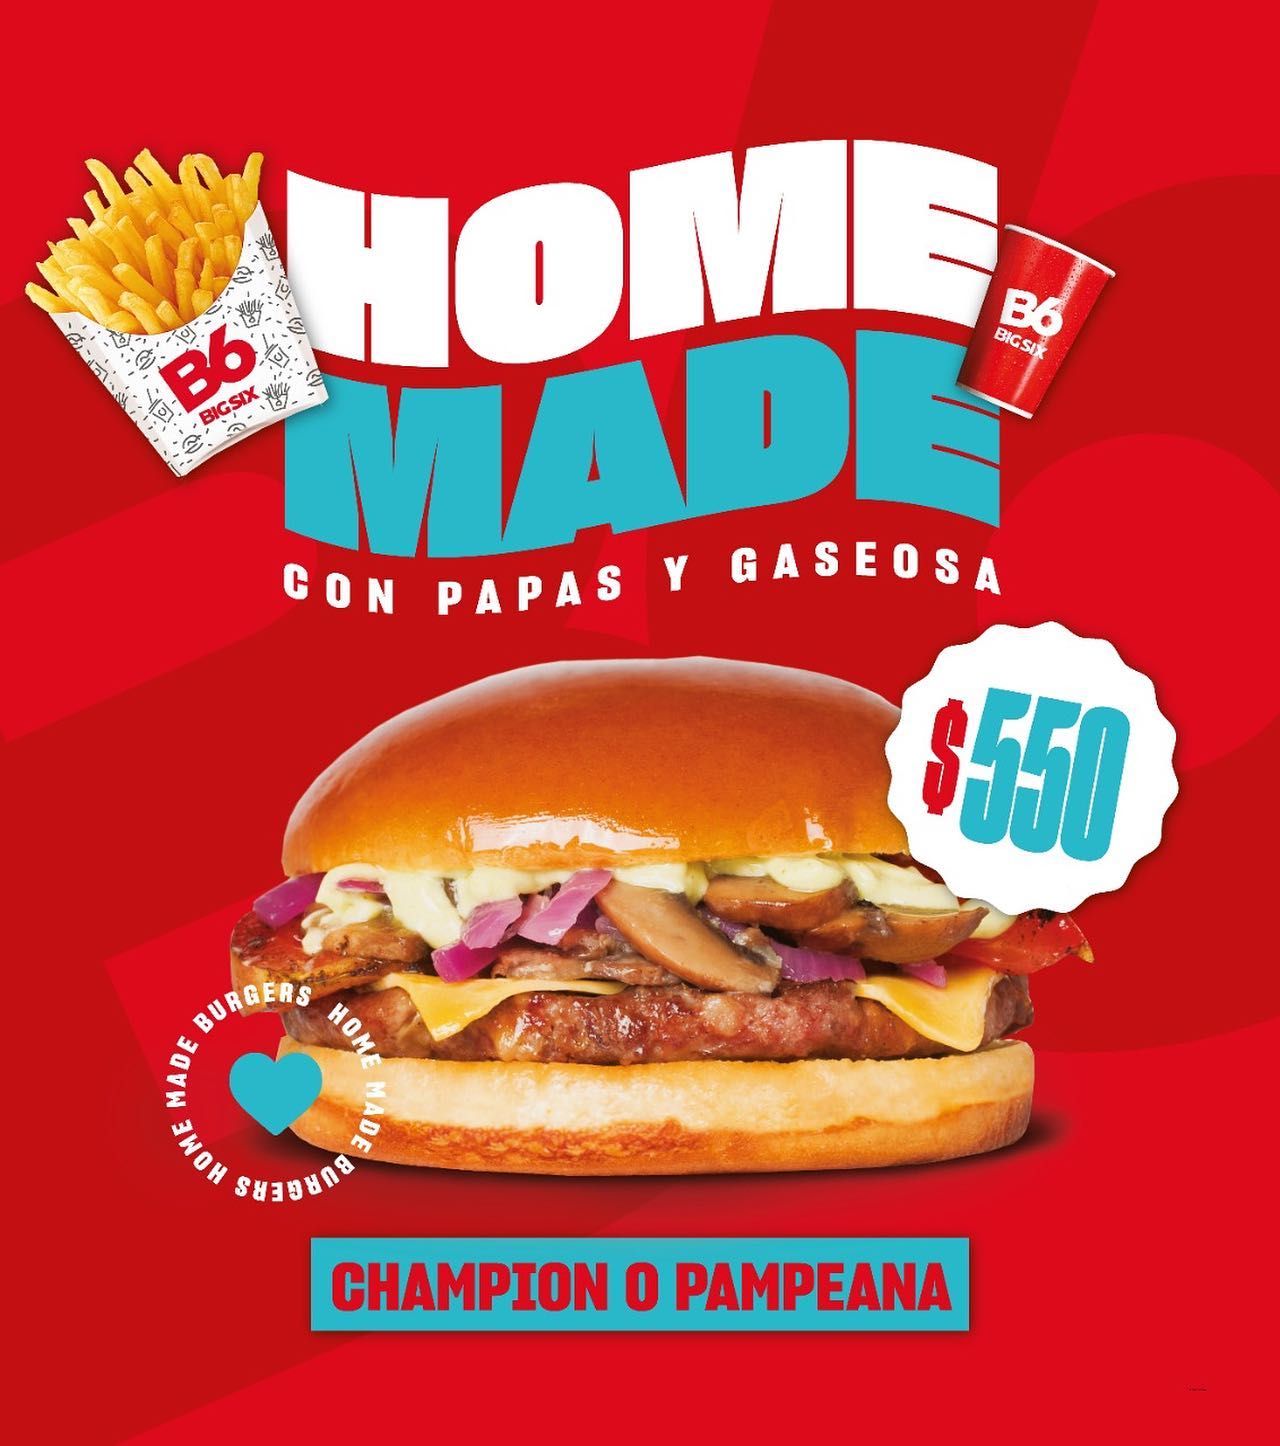 HOME
MADE
CON PAPAS Y GASEOSA
B6
BIG SIX
B6
BIG SIX
$550
HOME MADE BURGERS HOME MADE BURGERS
CHAMPION O PAMPEANA